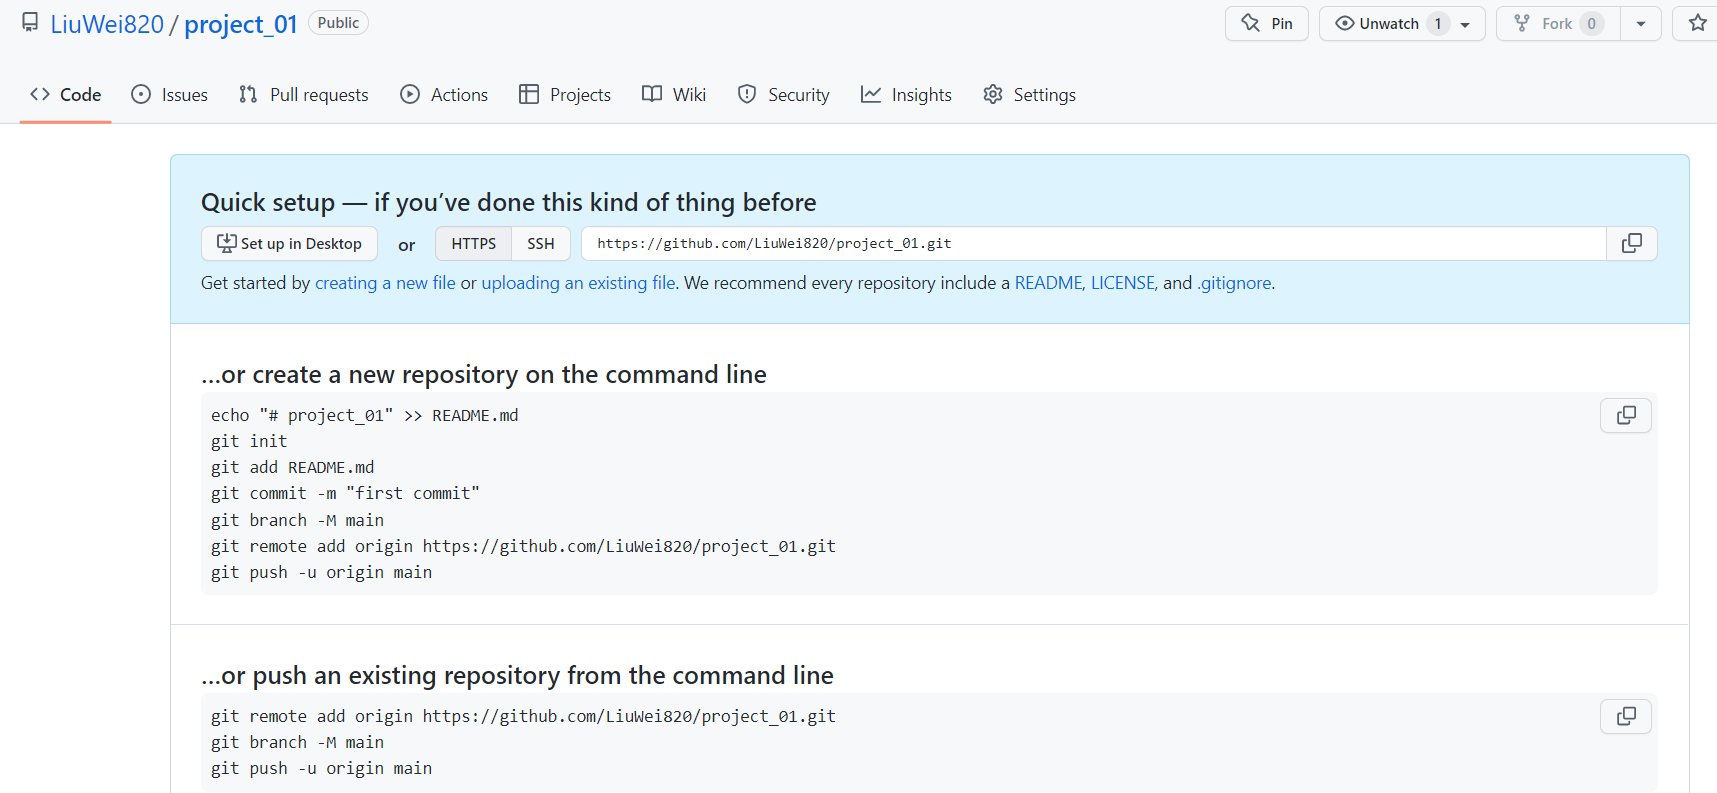 LiuWei820 / project_01 Public Pin Unwatch 1 Fork 0
Code Issues Pull requests Actions Projects Wiki Security Insights Settings
Quick setup — if you’ve done this kind of thing before
Set up in Desktop or HTTPS SSH https://github.com/LiuWei820/project_01.git
Get started by creating a new file or uploading an existing file. We recommend every repository include a README, LICENSE, and .gitignore.
…or create a new repository on the command line
echo "# project_01" >> README.md
git init
git add README.md
git commit -m "first commit"
git branch -M main
git remote add origin https://github.com/LiuWei820/project_01.git
git push -u origin main
…or push an existing repository from the command line
git remote add origin https://github.com/LiuWei820/project_01.git
git branch -M main
git push -u origin main